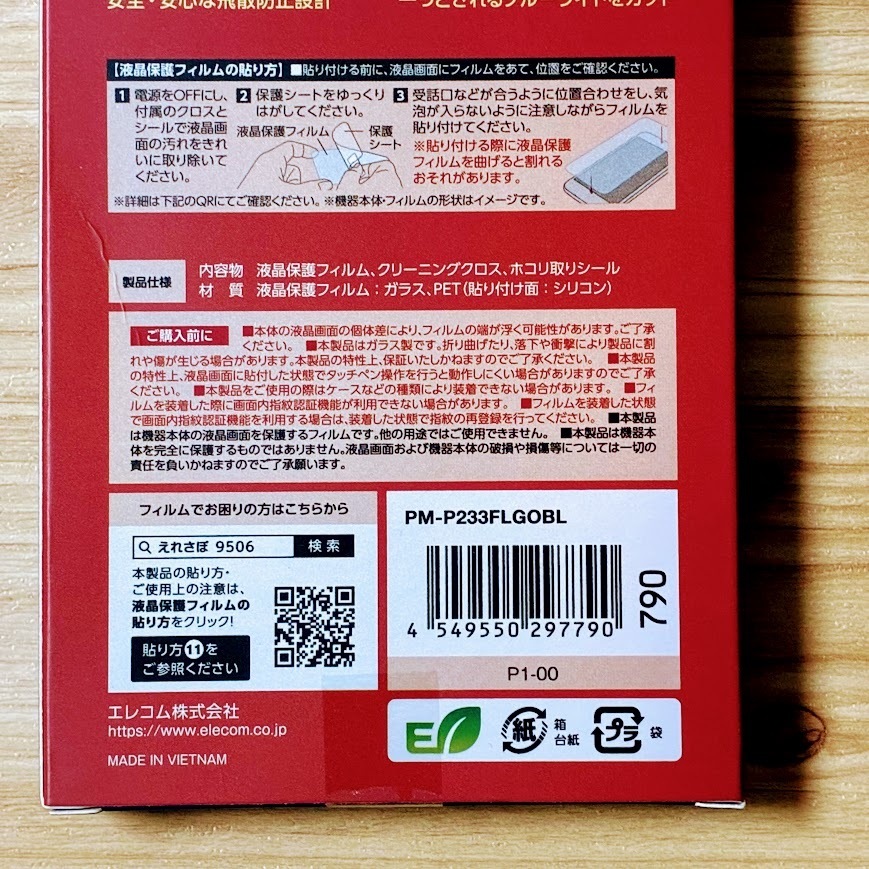 安全・安心な飛散防止設計
【液晶保護フィルムの貼り方】 ■貼り付ける前に、液晶画面にフィルムをあて、位置をご確認ください。
1 電源をOFFにし、
付属のクロスと
シールで液晶画
面の汚れをきれ
いに取り除いて
ください。
2 保護シートをゆっくり
はがしてください。
液晶保護フィルム
保護
シート
3 受話口などが合うように位置合わせをし、気
泡が入らないように注意しながらフィルムを
貼り付けてください。
※貼り付ける際に液晶保護
フィルムを曲げると割れる
おそれがあります。
※詳細は下記のQRにてご確認ください。※機器本体・フィルムの形状はイメージです。
製品仕様
内容物 液晶保護フィルム、クリーニングクロス、ホコリ取りシール
材 質 液晶保護フィルム：ガラス、PET（貼り付け面：シリコン）
ご購入前に ■本体の液晶画面の個体差により、フィルムの端が浮く可能性があります。ご了承
ください。 ■本製品はガラス製です。折り曲げたり、落下や衝撃により製品に割
れや傷が生じる場合があります。本製品の特性上、保証いたしかねますのでご了承ください。 ■本製品
の特性上、液晶画面に貼付した状態でタッチペン操作を行うと動作しにくい場合がありますのでご了承
ください。 ■本製品をご使用の際はケースなどの種類により装着できない場合があります。 ■フィ
ルムを装着した際に画面内指紋認証機能が利用できない場合があります。 ■フィルムを装着した状態
で画面内指紋認証機能を利用する場合は、装着した状態で指紋の再登録を行ってください。 ■本製品
は機器本体の液晶画面を保護するフィルムです。他の用途ではご使用できません。 ■本製品は機器本
体を完全に保護するものではありません。液晶画面および機器本体の破損や損傷等については一切の
責任を負いかねますのでご了承願います。
フィルムでお困りの方はこちらから
えれさぽ 9506 検索
本製品の貼り方・
ご使用上の注意は、
液晶保護フィルムの
貼り方をクリック!
貼り方11を
ご参照ください
PM-P233FLGOBL
4 549550 297790
790
P1-00
エレコム株式会社
https://www.elecom.co.jp
MADE IN VIETNAM
E
紙
箱
台紙
プラ
袋